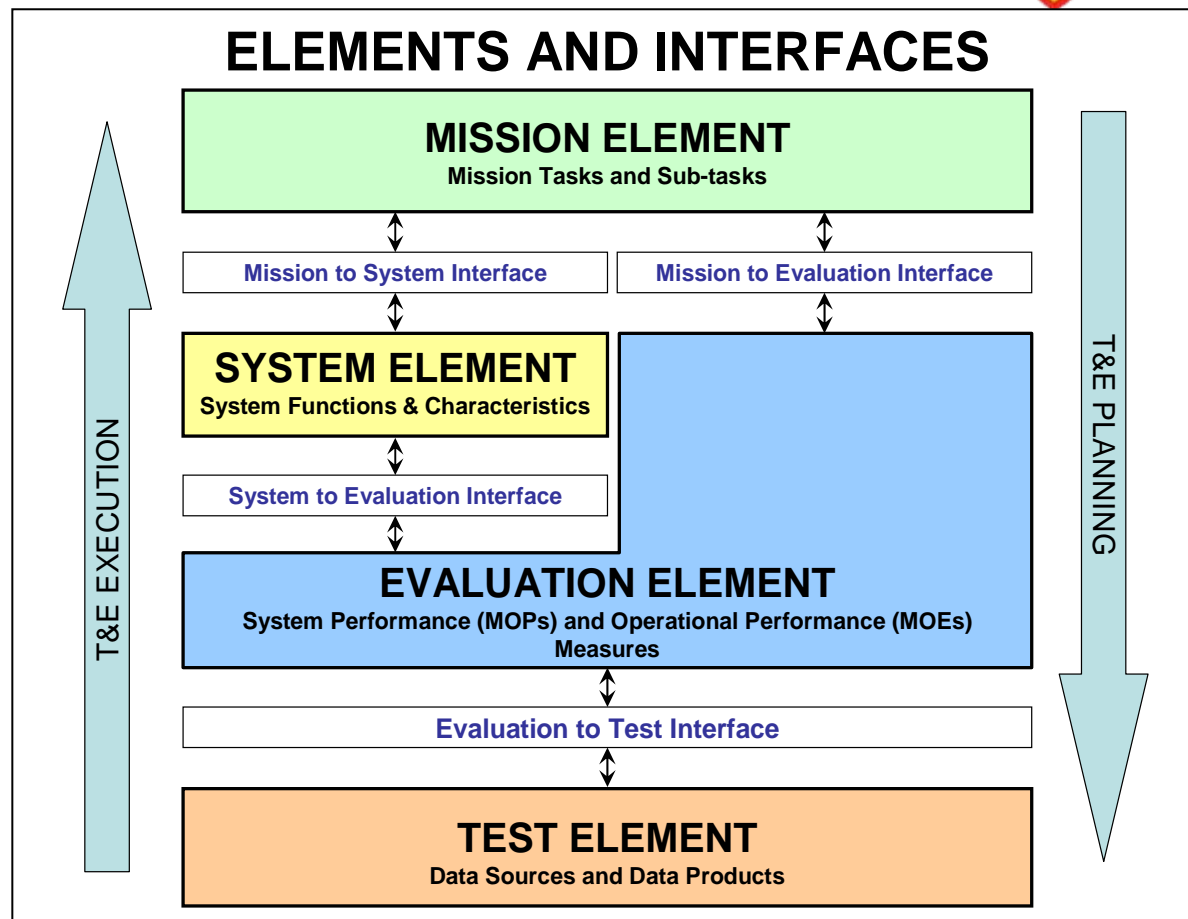 ELEMENTS AND INTERFACES
MISSION ELEMENT
Mission Tasks and Sub-tasks
Mission to System Interface
Mission to Evaluation Interface
SYSTEM ELEMENT
System Functions & Characteristics
System to Evaluation Interface
EVALUATION ELEMENT
System Performance (MOPs) and Operational Performance (MOEs)
Measures
Evaluation to Test Interface
TEST ELEMENT
Data Sources and Data Products
T&E EXECUTION
T&E PLANNING